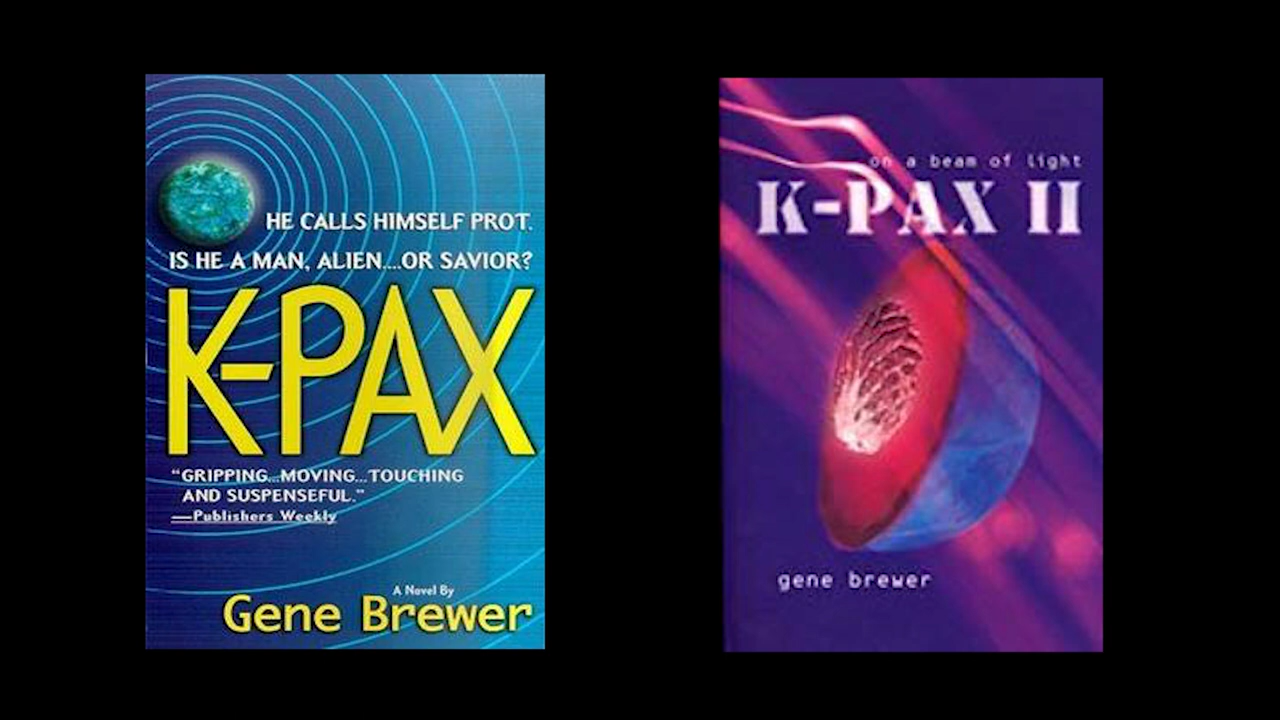 HE CALLS HIMSELF PROT.
IS HE A MAN, ALIEN....OR SAVIOR?
K-PAX
“GRIPPING...MOVING...TOUCHING
AND SUSPENSEFUL.”
—Publishers Weekly
A Novel By
Gene Brewer
on a beam of light
K-PAX II
gene brewer